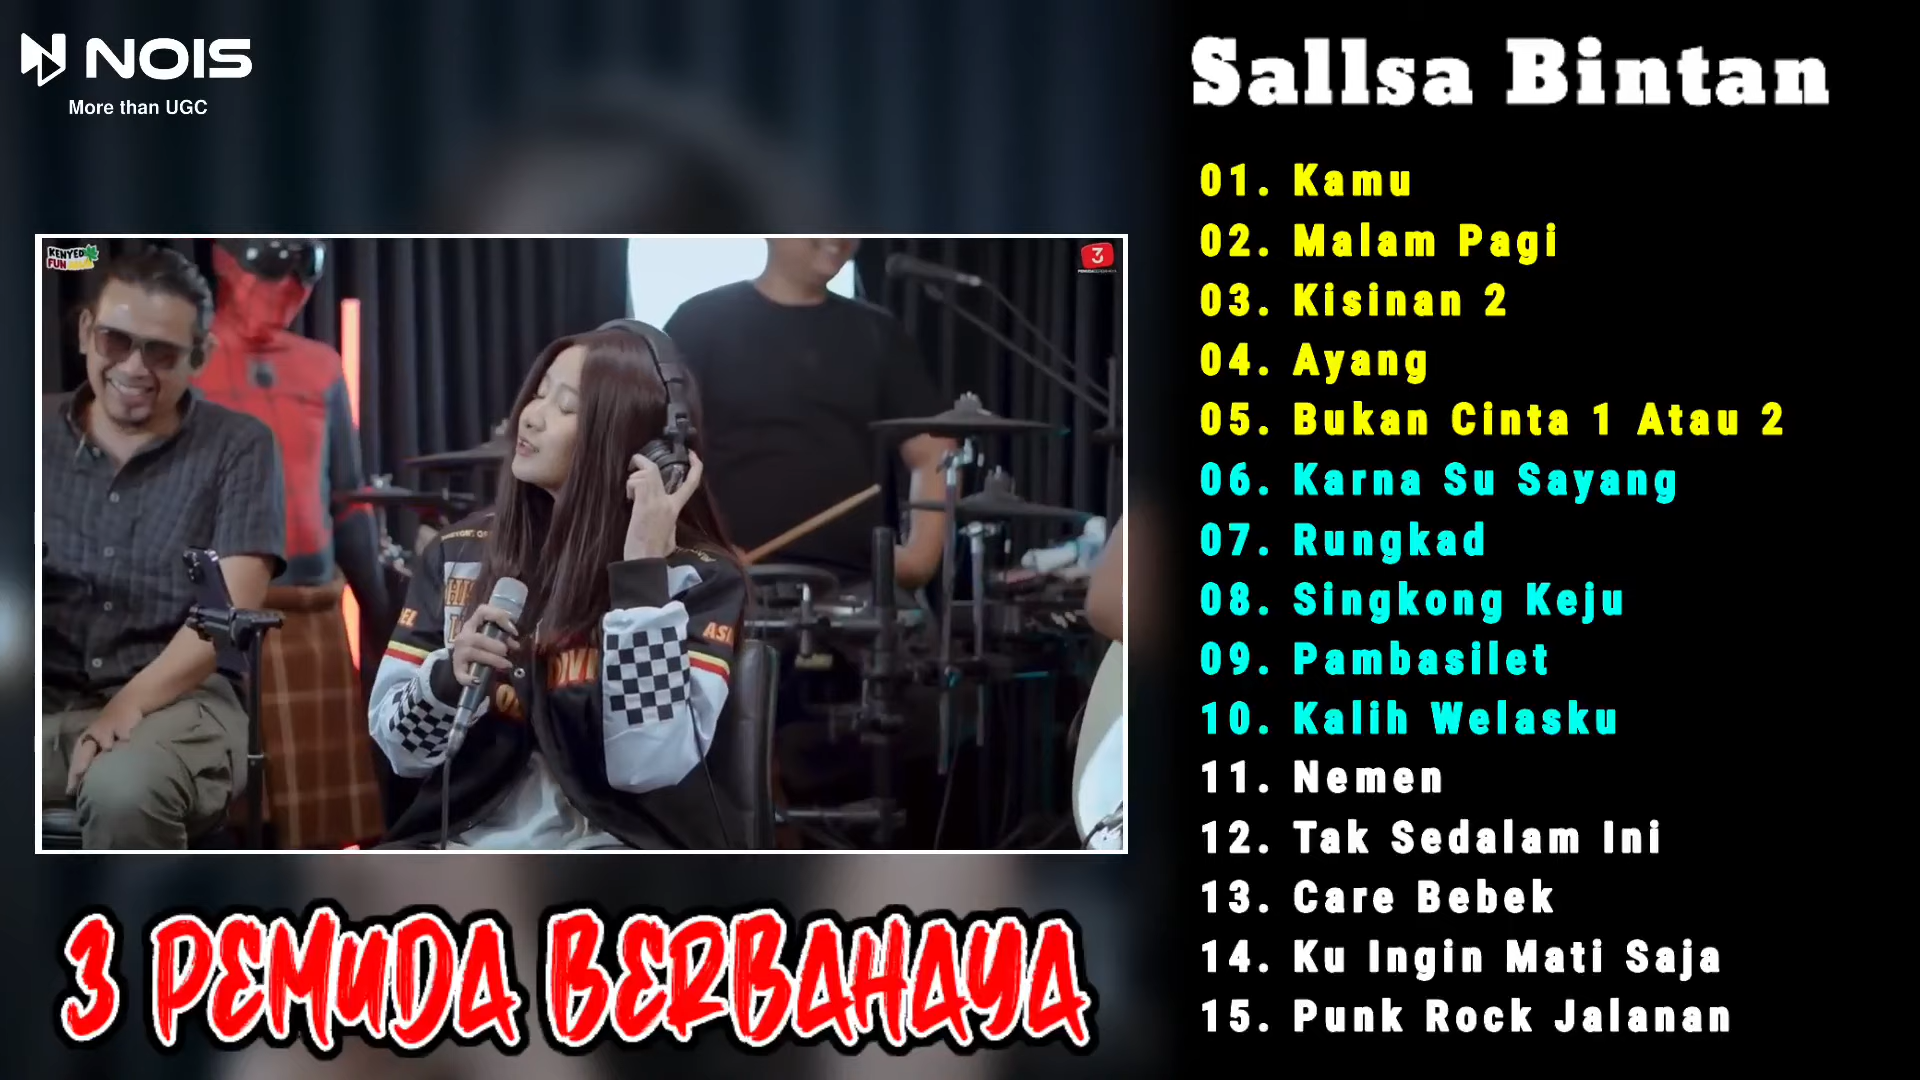 NOIS
More than UGC
Sallsa Bintan
01. Kamu
02. Malam Pagi
03. Kisinan 2
04. Ayang
05. Bukan Cinta 1 Atau 2
06. Karna Su Sayang
07. Rungkad
08. Singkong Keju
09. Pambasilet
10. Kalih Welasku
11. Nemen
12. Tak Sedalam Ini
13. Care Bebek
14. Ku Ingin Mati Saja
15. Punk Rock Jalanan
KENYED
FUN
3
3 PEMUDA BERBAHAYA